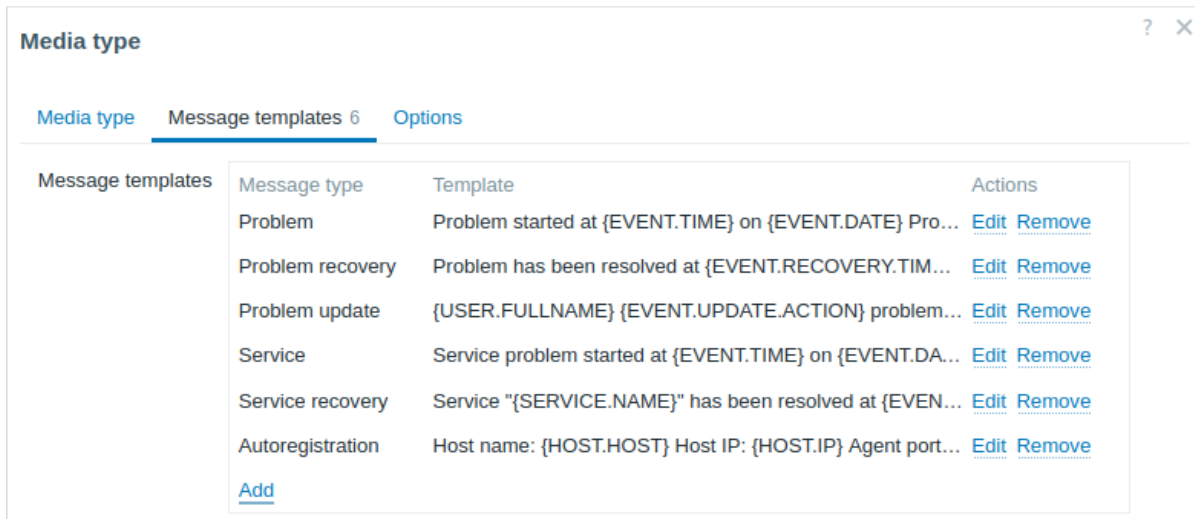 ? ×
Media type
Media type Message templates 6 Options
Message templates Message type Template Actions
Problem Problem started at {EVENT.TIME} on {EVENT.DATE} Pro… Edit Remove
Problem recovery Problem has been resolved at {EVENT.RECOVERY.TIM… Edit Remove
Problem update {USER.FULLNAME} {EVENT.UPDATE.ACTION} problem… Edit Remove
Service Service problem started at {EVENT.TIME} on {EVENT.DA… Edit Remove
Service recovery Service "{SERVICE.NAME}" has been resolved at {EVEN… Edit Remove
Autoregistration Host name: {HOST.HOST} Host IP: {HOST.IP} Agent port… Edit Remove
Add